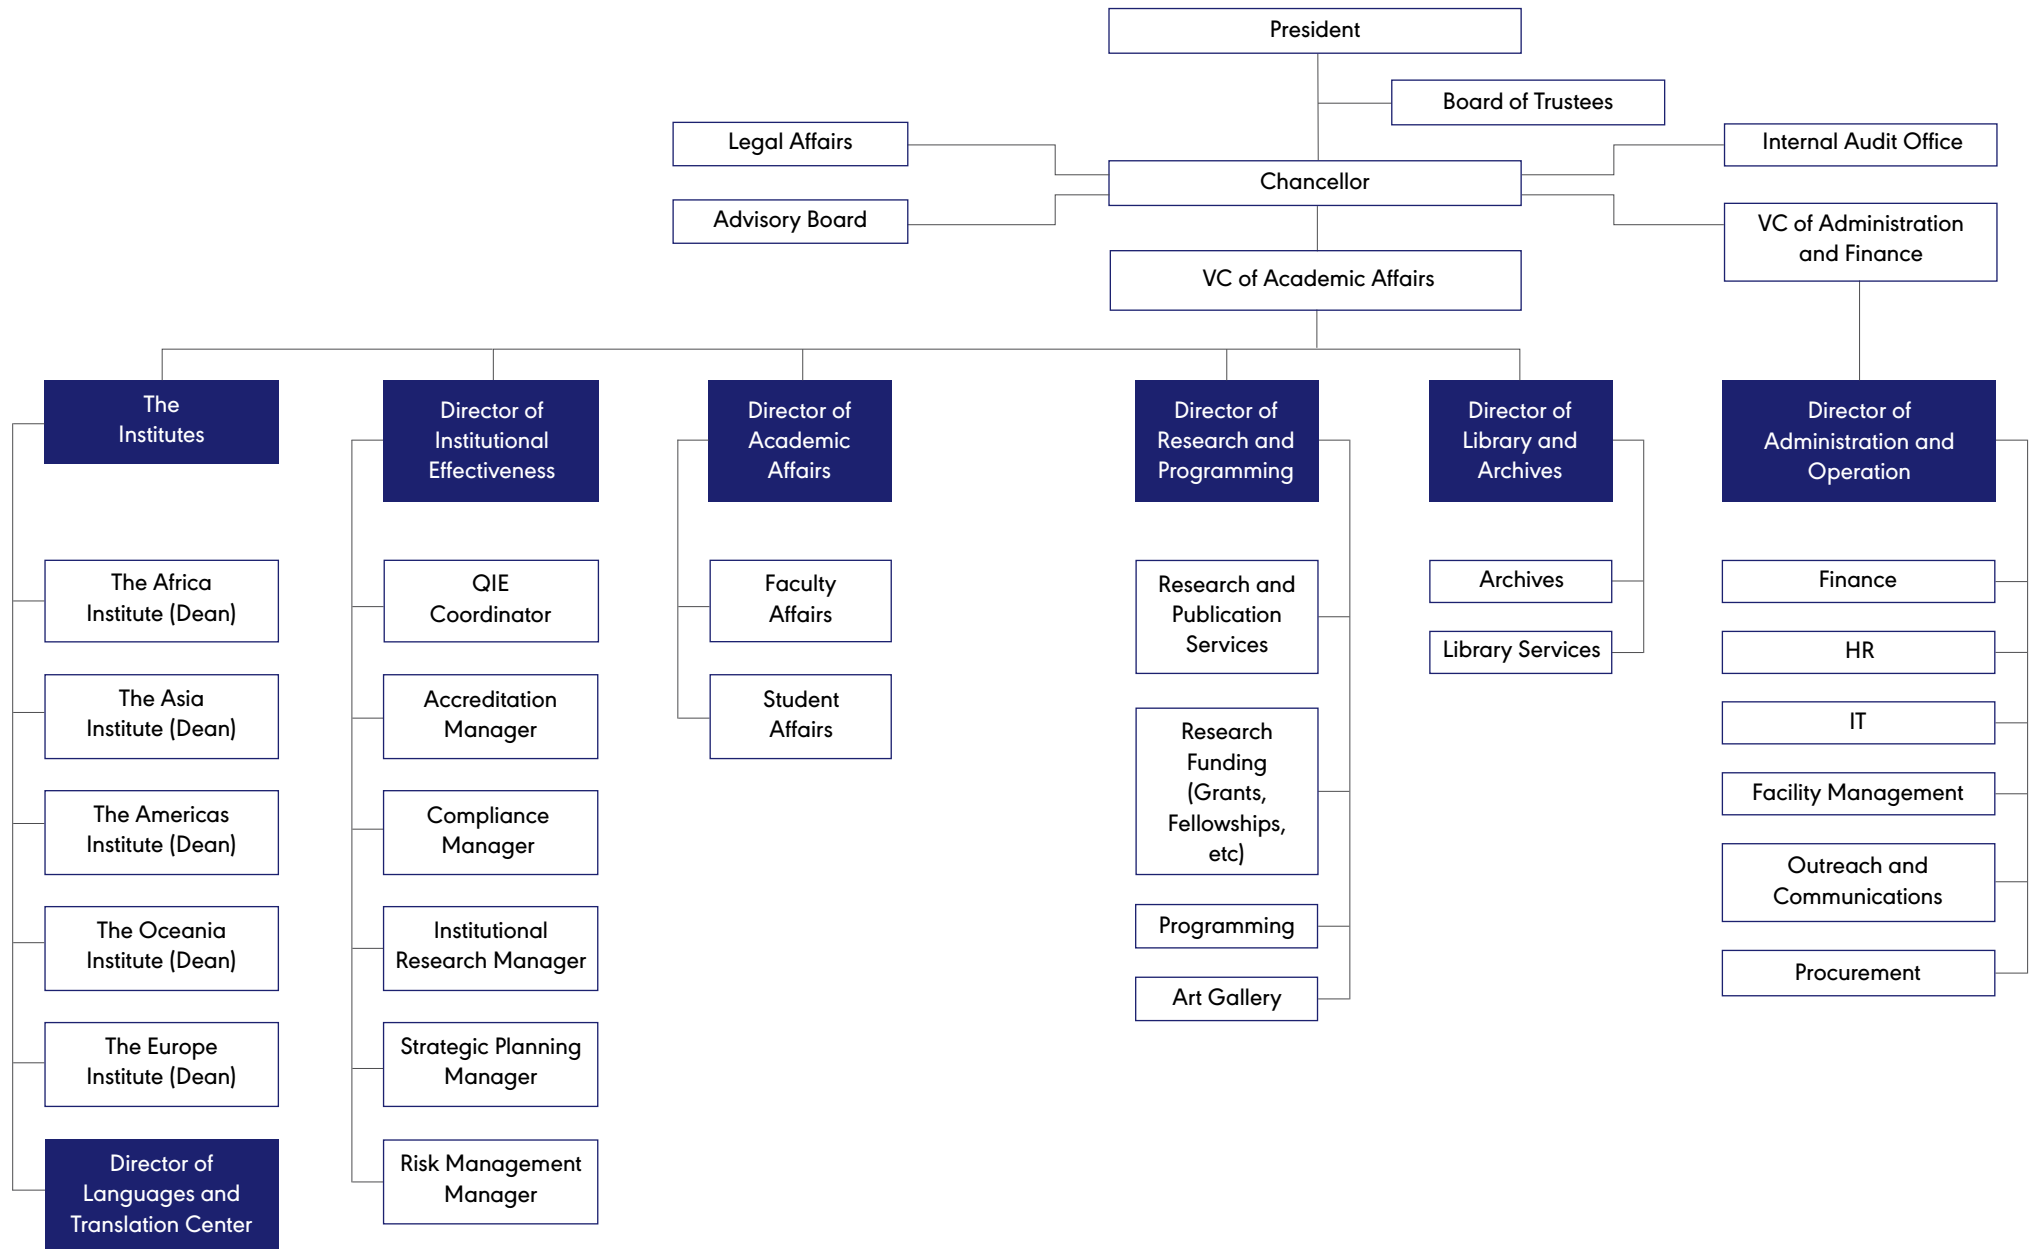 President
Board of Trustees
Legal Affairs
Internal Audit Office
Chancellor
Advisory Board
VC of Administration
and Finance
VC of Academic Affairs
The
Institutes
Director of
Institutional
Effectiveness
Director of
Academic
Affairs
Director of
Research and
Programming
Director of
Library and
Archives
Director of
Administration and
Operation
The Africa
Institute (Dean)
The Asia
Institute (Dean)
The Americas
Institute (Dean)
The Oceania
Institute (Dean)
The Europe
Institute (Dean)
Director of
Languages and
Translation Center
QIE
Coordinator
Accreditation
Manager
Compliance
Manager
Institutional
Research Manager
Strategic Planning
Manager
Risk Management
Manager
Faculty
Affairs
Student
Affairs
Research and
Publication
Services
Research
Funding
(Grants,
Fellowships,
etc)
Programming
Art Gallery
Archives
Library Services
Finance
HR
IT
Facility Management
Outreach and
Communications
Procurement